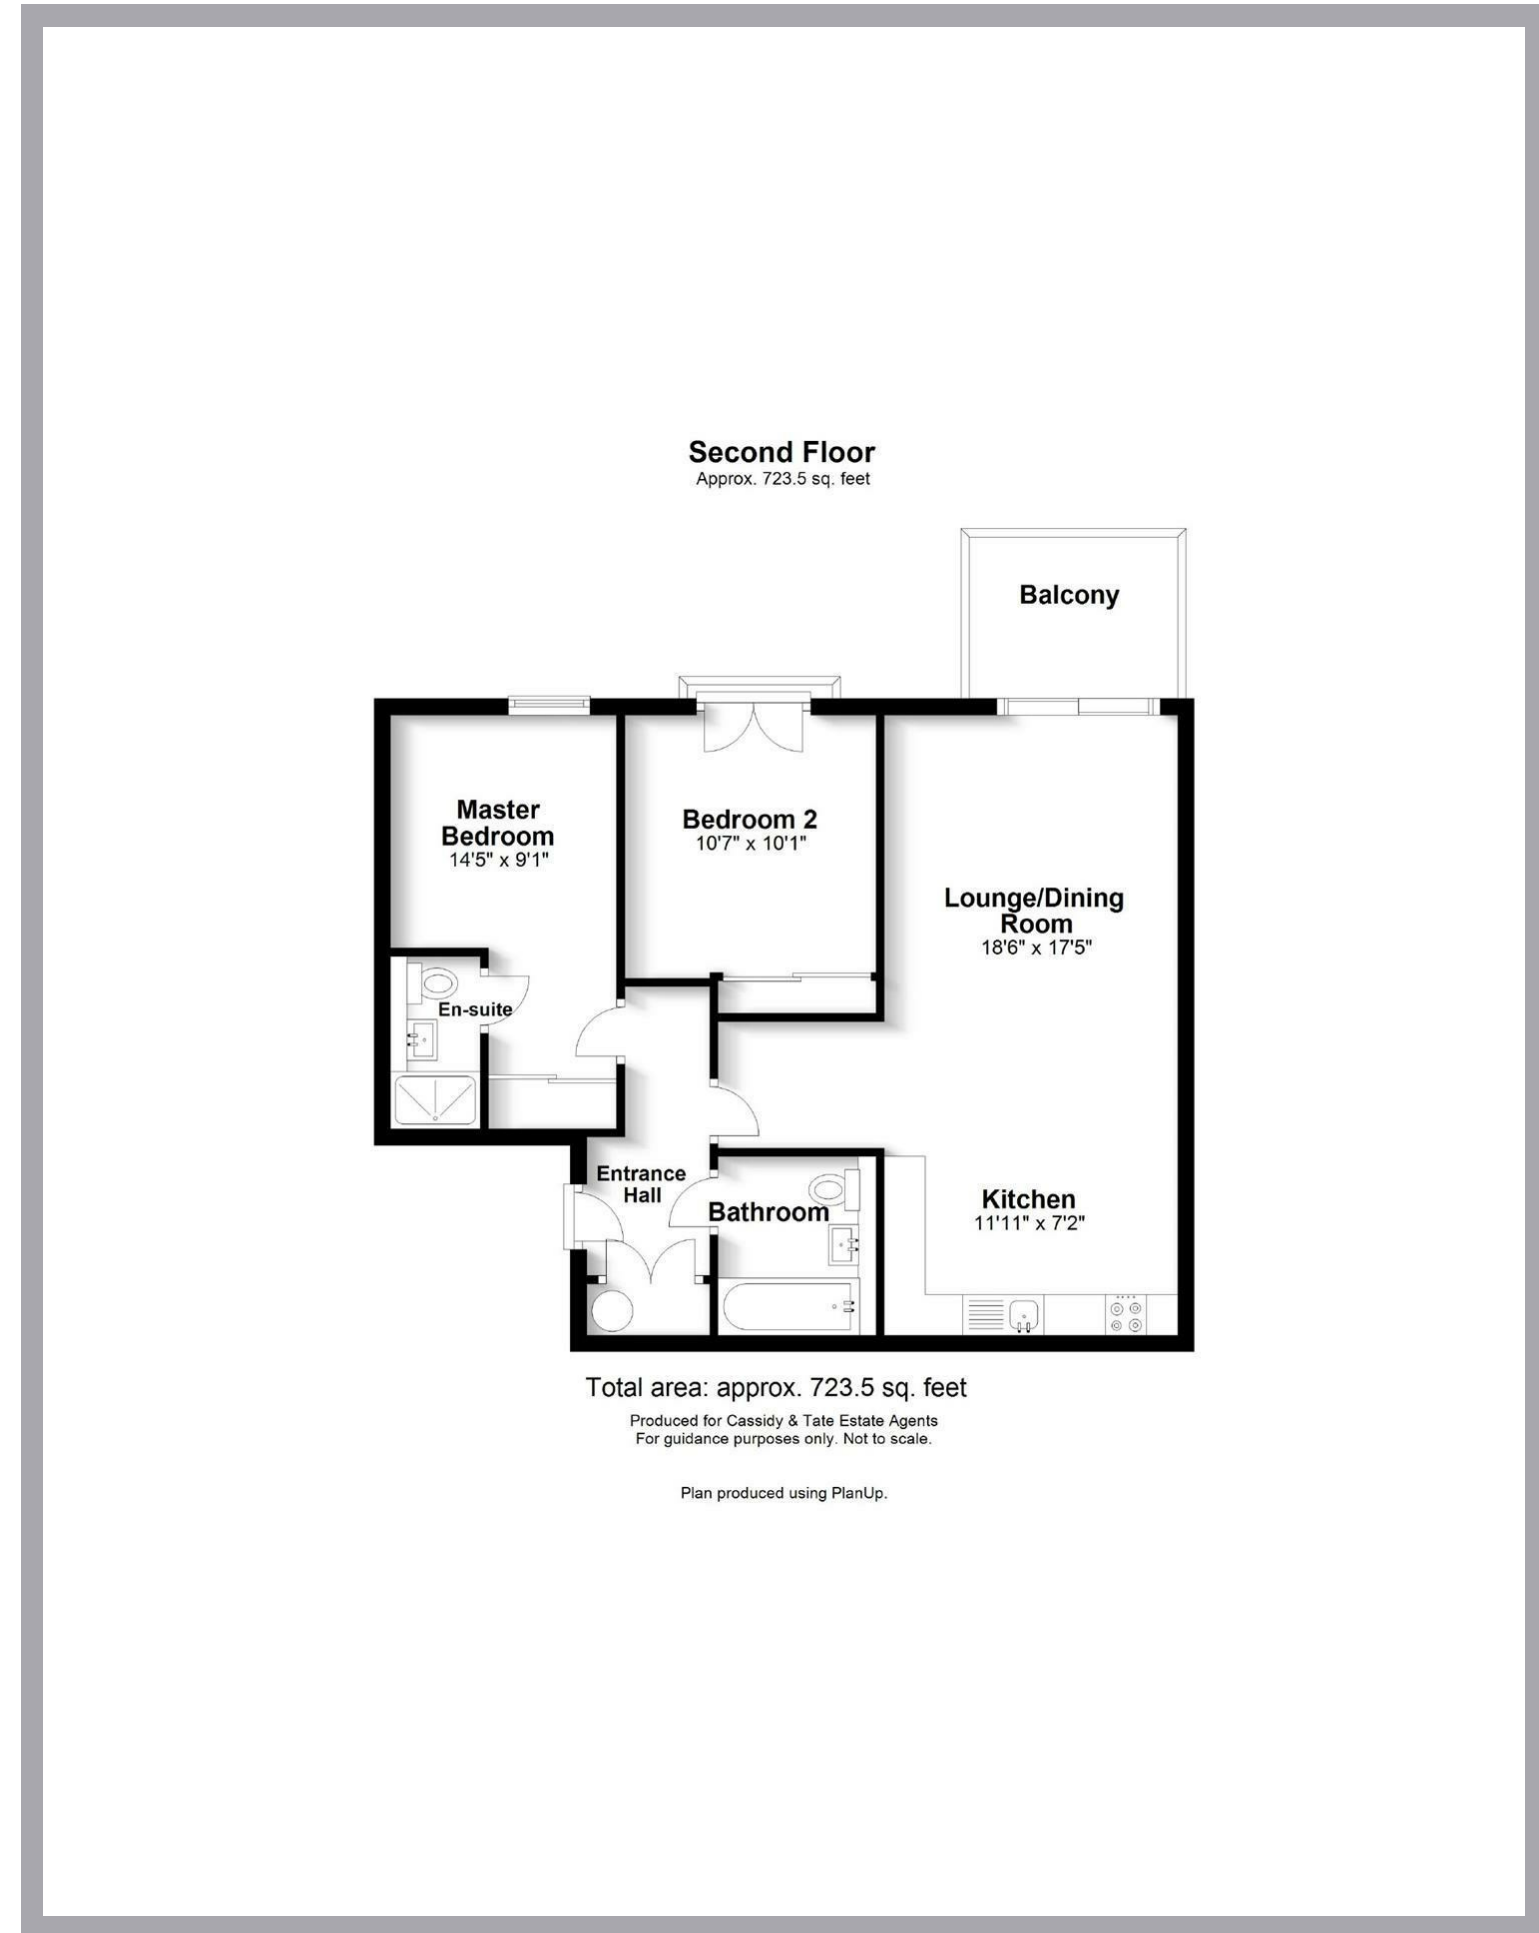 Second Floor
Approx. 723.5 sq. feet
Balcony
Master
Bedroom
14'5" x 9'1"
Bedroom 2
10'7" x 10'1"
Lounge/Dining
Room
18'6" x 17'5"
En-suite
Entrance
Hall
Bathroom
Kitchen
11'11" x 7'2"
Total area: approx. 723.5 sq. feet
Produced for Cassidy & Tate Estate Agents
For guidance purposes only. Not to scale.
Plan produced using PlanUp.